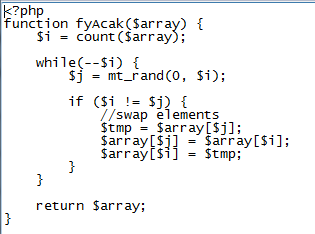 <?php
function fyAcak($array) {
    $i = count($array);

    while(--$i) {
        $j = mt_rand(0, $i);

        if ($i != $j) {
            //swap elements
            $tmp = $array[$j];
            $array[$j] = $array[$i];
            $array[$i] = $tmp;
        }
    }

    return $array;
}